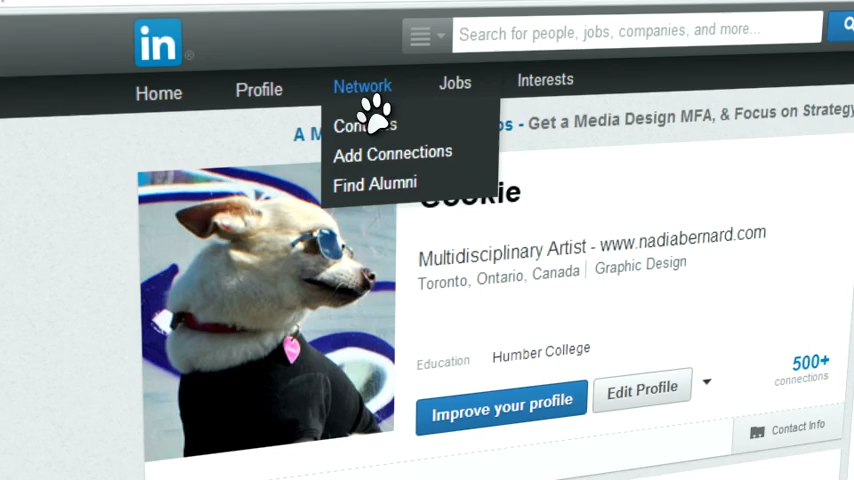 in
Search for people, jobs, companies, and more...
Home Profile Network Jobs Interests
Add Connections
Find Alumni
A
- Get a Media Design MFA, & Focus on Strategy
Multidisciplinary Artist - www.nadiabernard.com
Toronto, Ontario, Canada Graphic Design
Education Humber College
500+
connections
Improve your profile Edit Profile
Contact Info